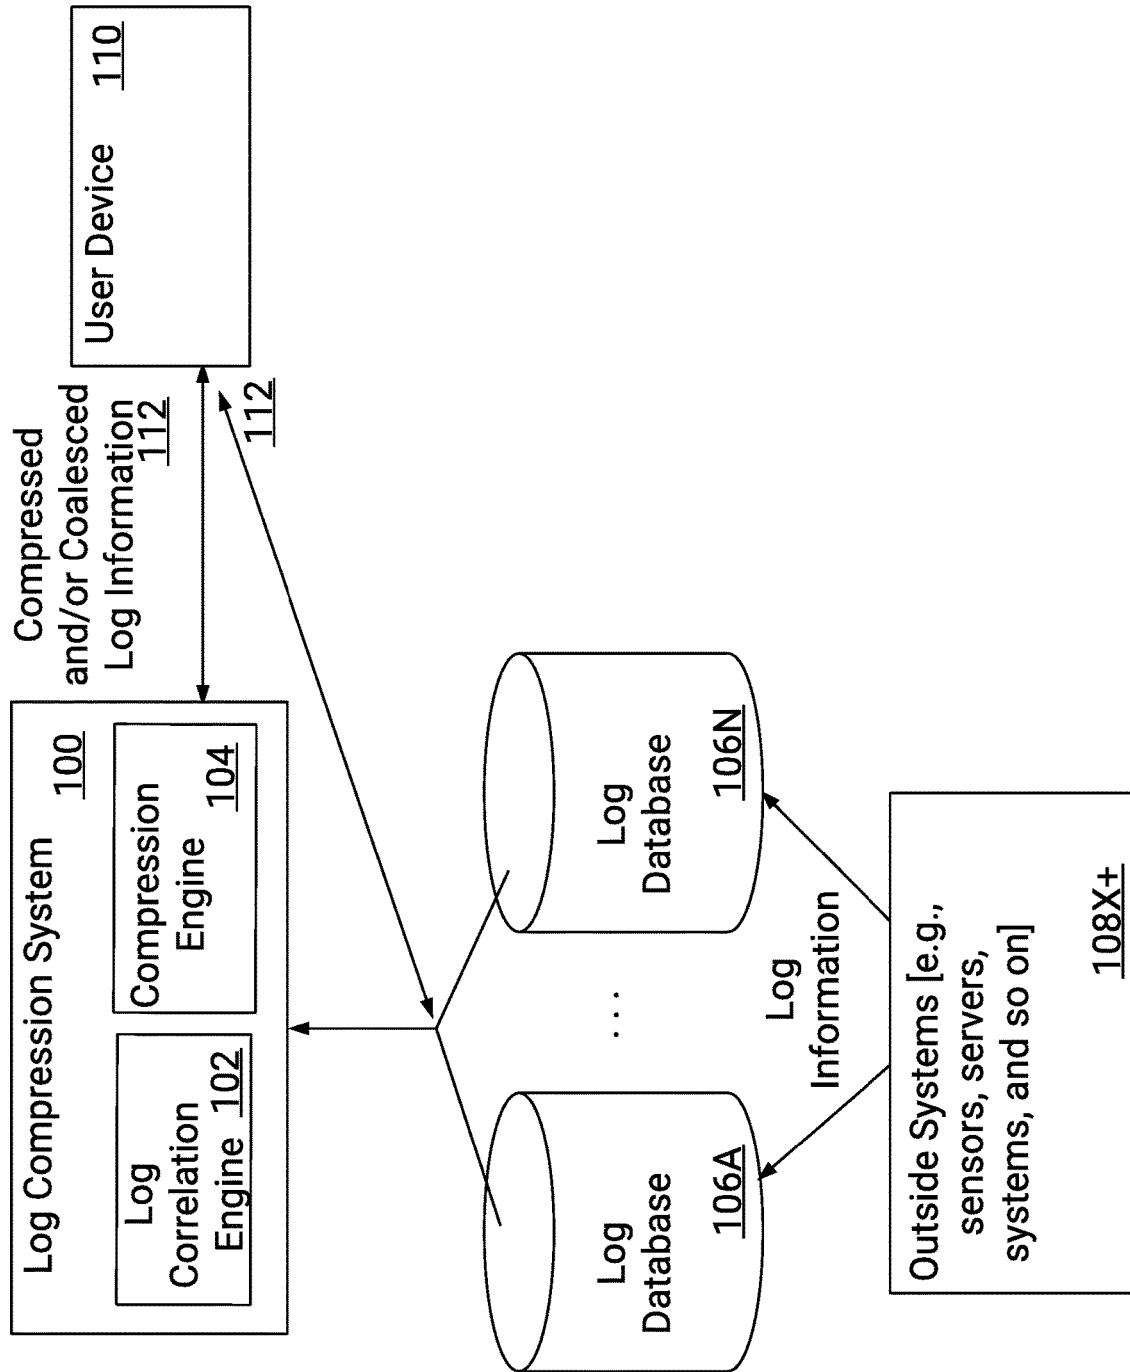 Log Compression System
100
Log
Correlation
Engine 102
Compression
Engine
104
Compressed
and/or Coalesced
Log Information
112
User Device
110
112
Log
Database
106A
. . .
Log
Database
106N
Log
Information
Outside Systems [e.g.,
sensors, servers,
systems, and so on]
108X+